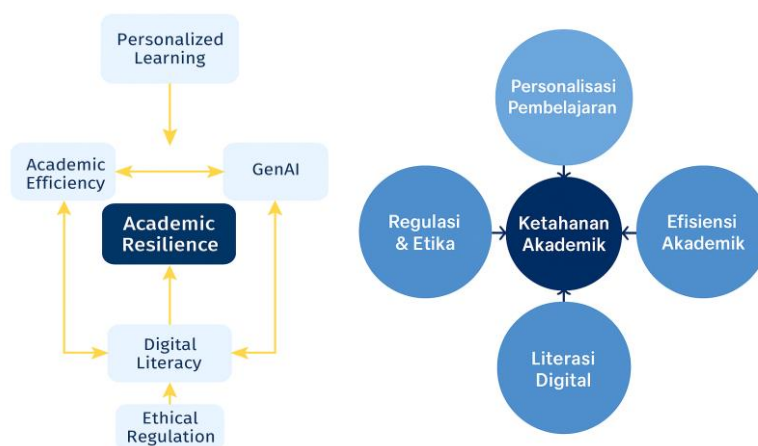 Personalized
Learning
Academic
Efficiency
GenAI
Academic
Resilience
Digital
Literacy
Ethical
Regulation
Personalisasi
Pembelajaran
Regulasi
& Etika
Ketahanan
Akademik
Efisiensi
Akademik
Literasi
Digital